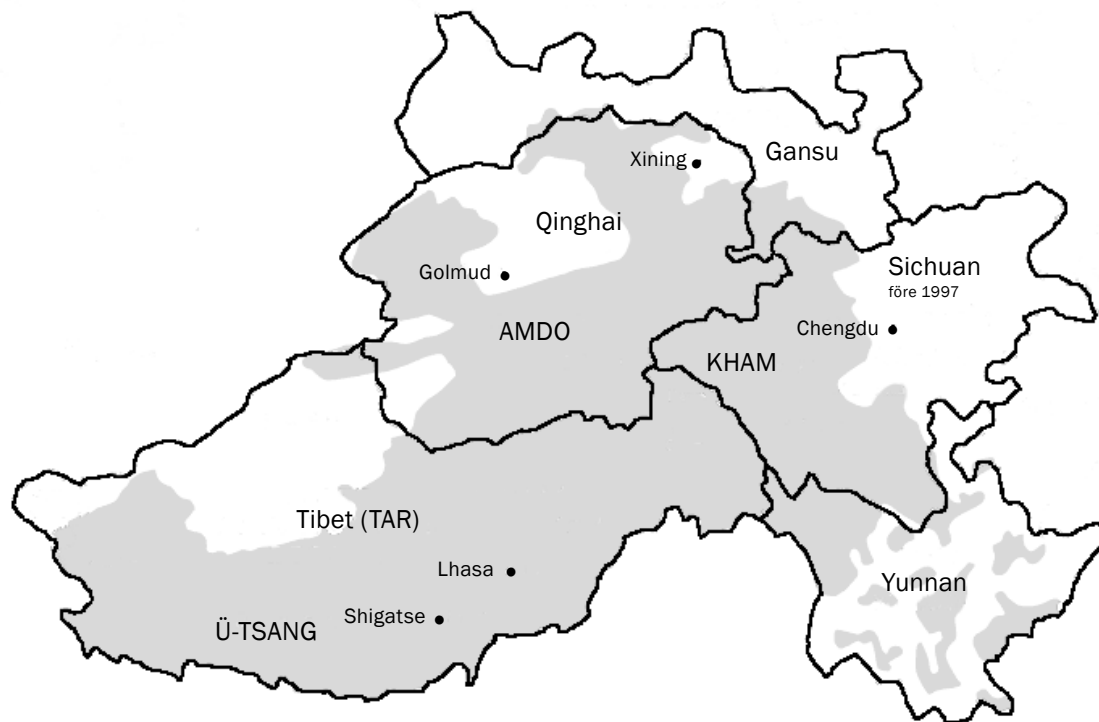 Xining
Gansu
Qinghai
Golmud
Sichuan
före 1997
AMDO
Chengdu
KHAM
Tibet (TAR)
Lhasa
Yunnan
Shigatse
Ü-TSANG